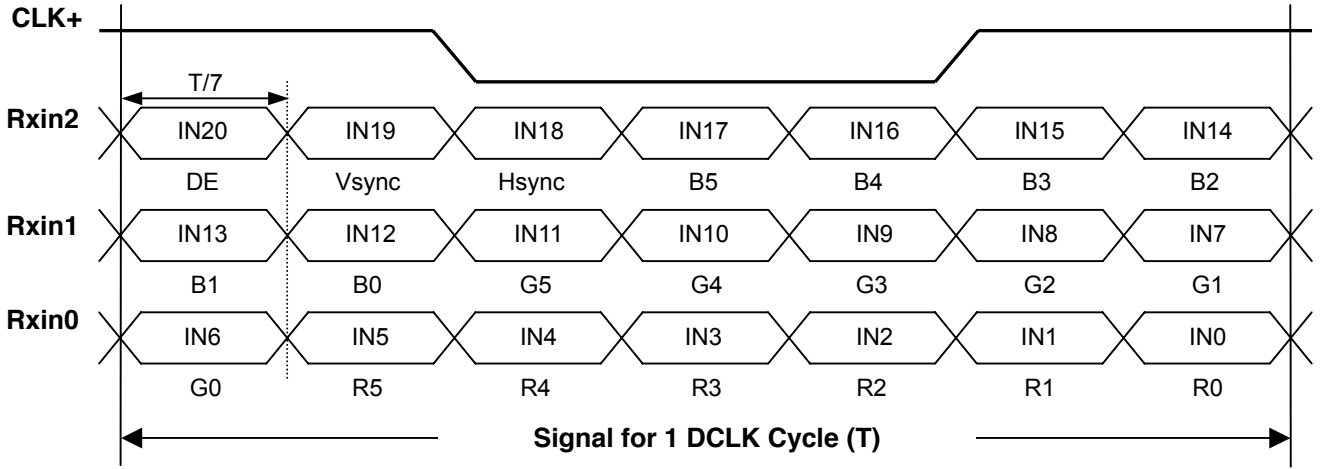 CLK+
T/7
Rxin2 IN20 IN19 IN18 IN17 IN16 IN15 IN14
DE Vsync Hsync B5 B4 B3 B2
Rxin1 IN13 IN12 IN11 IN10 IN9 IN8 IN7
B1 B0 G5 G4 G3 G2 G1
Rxin0 IN6 IN5 IN4 IN3 IN2 IN1 IN0
G0 R5 R4 R3 R2 R1 R0
Signal for 1 DCLK Cycle (T)